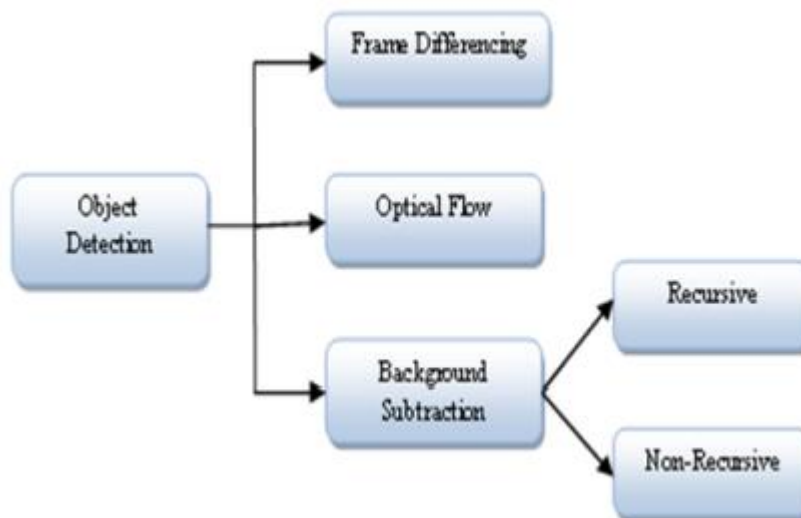 Frame Differencing
Object
Detection
Optical Flow
Background
Subtraction
Recursive
Non-Recursive